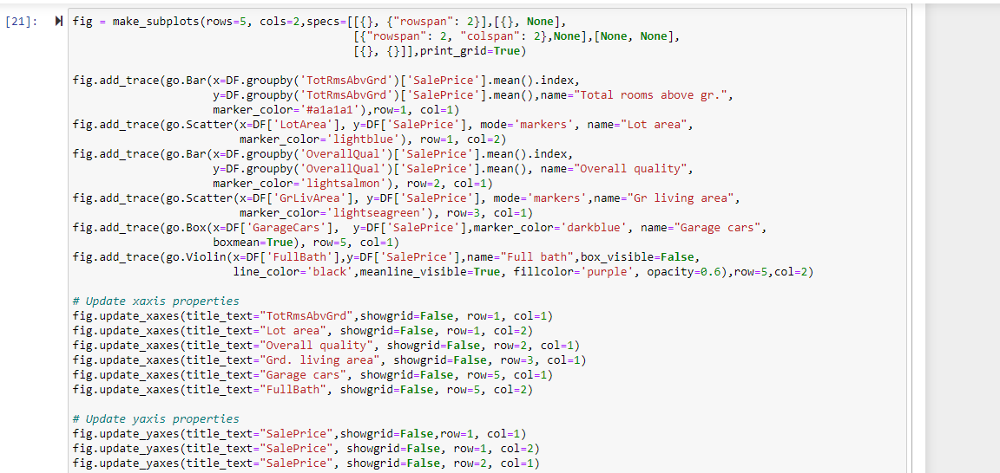 [21]: fig = make_subplots(rows=5, cols=2,specs=[[{}, {"rowspan": 2}],[{}, None],
[{"rowspan": 2, "colspan": 2},None],[None, None],
[{}, {}]],print_grid=True)
fig.add_trace(go.Bar(x=DF.groupby('TotRmsAbvGrd')['SalePrice'].mean().index,
y=DF.groupby('TotRmsAbvGrd')['SalePrice'].mean(),name="Total rooms above gr.",
marker_color='#a1a1a1'),row=1, col=1)
fig.add_trace(go.Scatter(x=DF['LotArea'], y=DF['SalePrice'], mode='markers', name="Lot area",
marker_color='lightblue'), row=1, col=2)
fig.add_trace(go.Bar(x=DF.groupby('OverallQual')['SalePrice'].mean().index,
y=DF.groupby('OverallQual')['SalePrice'].mean(), name="Overall quality",
marker_color='lightsalmon'), row=2, col=1)
fig.add_trace(go.Scatter(x=DF['GrLivArea'], y=DF['SalePrice'], mode='markers',name="Gr living area",
marker_color='lightseagreen'), row=3, col=1)
fig.add_trace(go.Box(x=DF['GarageCars'],  y=DF['SalePrice'],marker_color='darkblue', name="Garage cars",
boxmean=True), row=5, col=1)
fig.add_trace(go.Violin(x=DF['FullBath'],y=DF['SalePrice'],name="Full bath",box_visible=False,
line_color='black',meanline_visible=True, fillcolor='purple', opacity=0.6),row=5,col=2)
# Update xaxis properties
fig.update_xaxes(title_text="TotRmsAbvGrd",showgrid=False, row=1, col=1)
fig.update_xaxes(title_text="Lot area", showgrid=False, row=1, col=2)
fig.update_xaxes(title_text="Overall quality", showgrid=False, row=2, col=1)
fig.update_xaxes(title_text="Grd. living area", showgrid=False, row=3, col=1)
fig.update_xaxes(title_text="Garage cars", showgrid=False, row=5, col=1)
fig.update_xaxes(title_text="FullBath", showgrid=False, row=5, col=2)
# Update yaxis properties
fig.update_yaxes(title_text="SalePrice",showgrid=False,row=1, col=1)
fig.update_yaxes(title_text="SalePrice", showgrid=False, row=1, col=2)
fig.update_yaxes(title_text="SalePrice", showgrid=False, row=2, col=1)